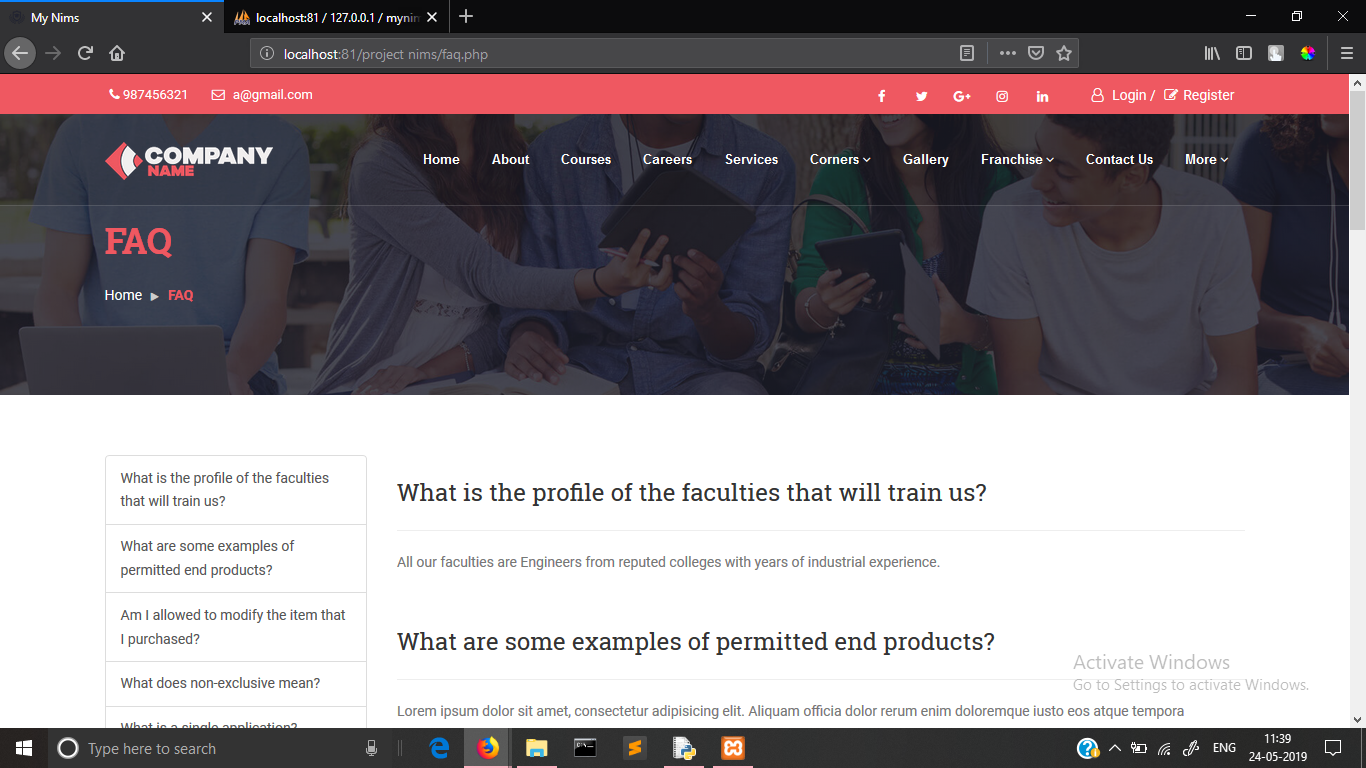 My Nims
localhost:81 / 127.0.0.1 / mynim
localhost:81/project nims/faq.php
987456321
a@gmail.com
Login /
Register
COMPANY
NAME
Home
About
Courses
Careers
Services
Corners
Gallery
Franchise
Contact Us
More
FAQ
Home ▸ FAQ
What is the profile of the faculties
that will train us?
What are some examples of
permitted end products?
Am I allowed to modify the item that
I purchased?
What does non-exclusive mean?
What is a single application?
What is the profile of the faculties that will train us?
All our faculties are Engineers from reputed colleges with years of industrial experience.
What are some examples of permitted end products?
Lorem ipsum dolor sit amet, consectetur adipisicing elit. Aliquam officia dolor rerum enim doloremque iusto eos atque tempora
Activate Windows
Go to Settings to activate Windows.
Type here to search
ENG
11:39
24-05-2019